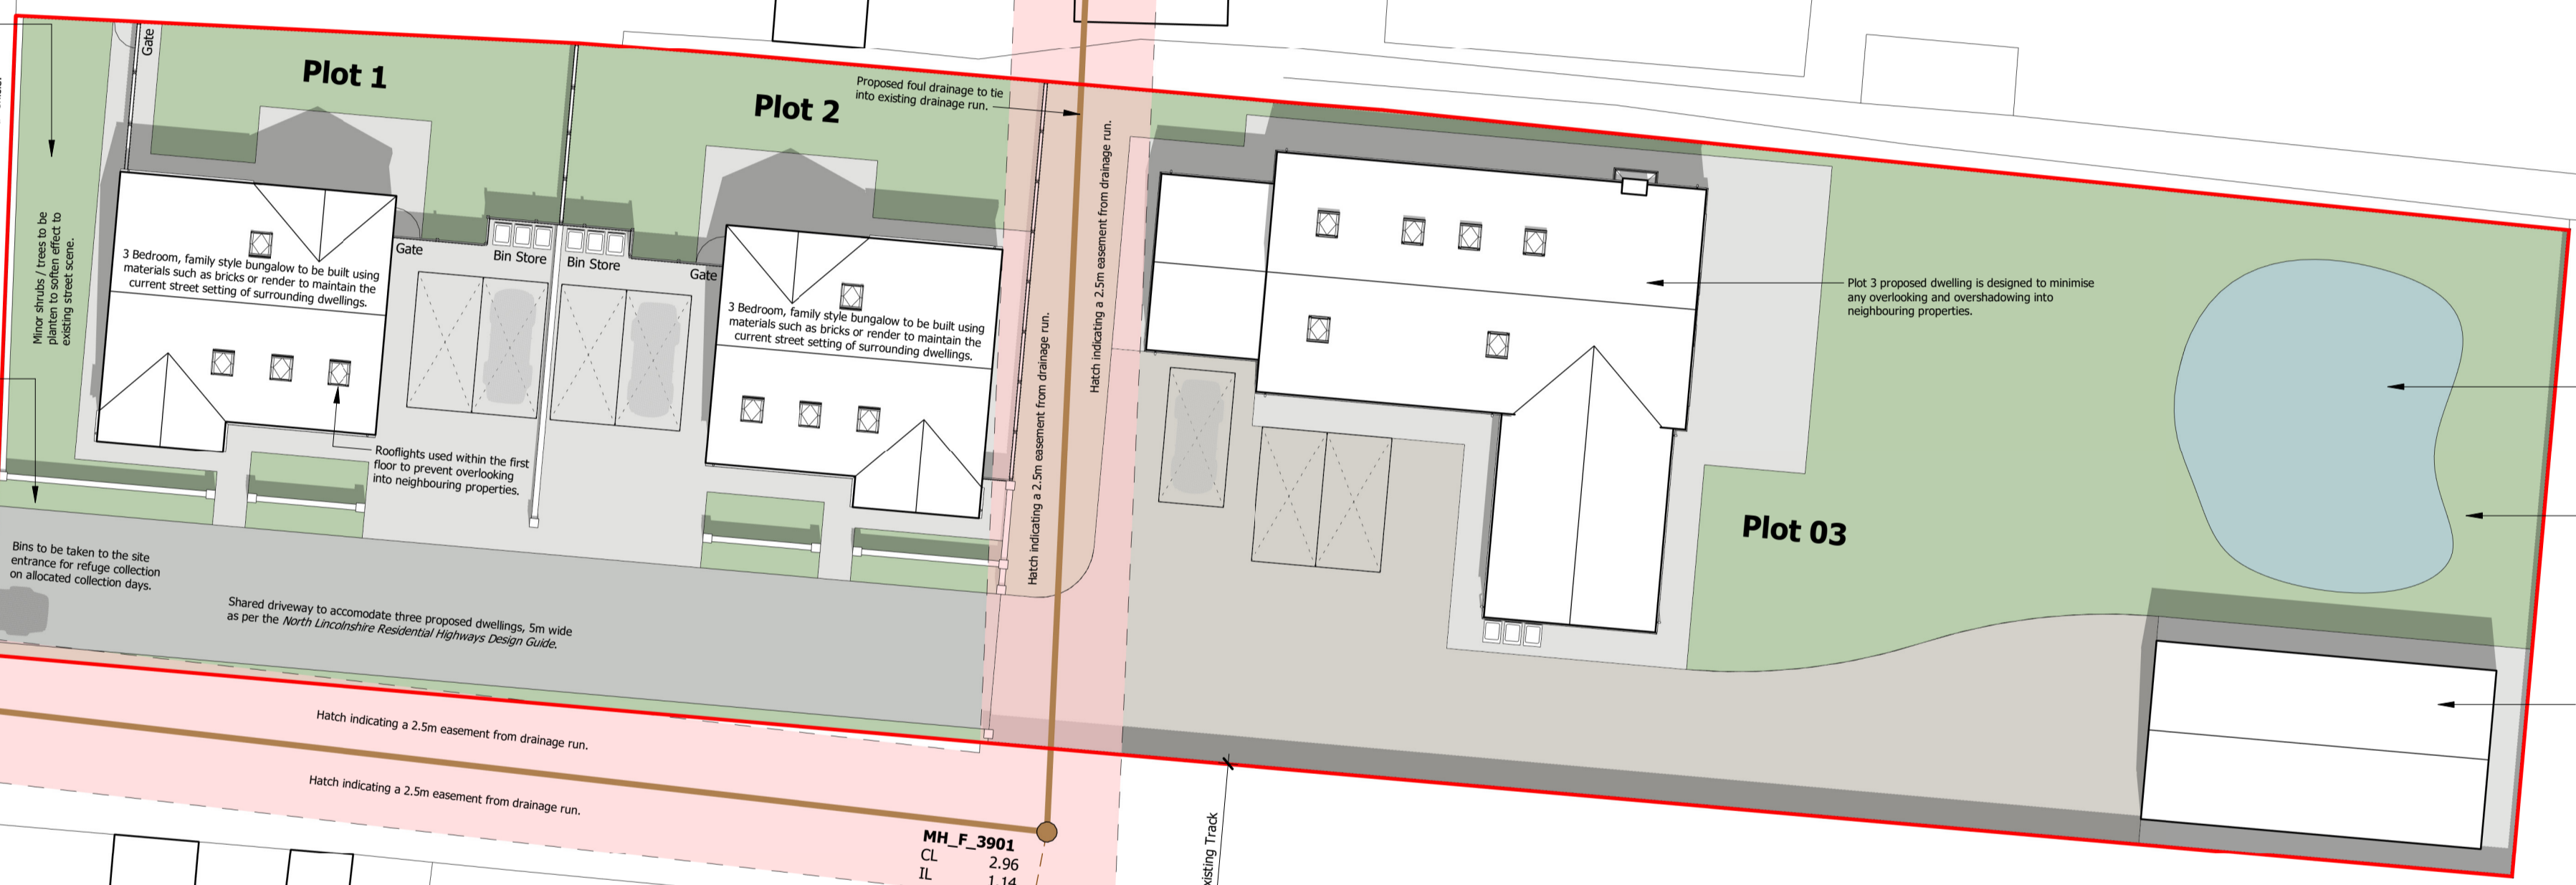 Gate
Plot 1
Plot 2
Proposed foul drainage to tie
into existing drainage run.
Minor shrubs / trees to be
planten to soften effect to
existing street scene.
3 Bedroom, family style bungalow to be built using
materials such as bricks or render to maintain the
current street setting of surrounding dwellings.
Gate
Bin Store
Bin Store
Gate
3 Bedroom, family style bungalow to be built using
materials such as bricks or render to maintain the
current street setting of surrounding dwellings.
Hatch indicating a 2.5m easement from drainage run.
Hatch indicating a 2.5m easement from drainage run.
Plot 3 proposed dwelling is designed to minimise
any overlooking and overshadowing into
neighbouring properties.
Rooflights used within the first
floor to prevent overlooking
into neighbouring properties.
Plot 03
Bins to be taken to the site
entrance for refuge collection
on allocated collection days.
Shared driveway to accomodate three proposed dwellings, 5m wide
as per the North Lincolnshire Residential Highways Design Guide.
Hatch indicating a 2.5m easement from drainage run.
Hatch indicating a 2.5m easement from drainage run.
MH_F_3901
CL 2.96
IL 1.14
Track